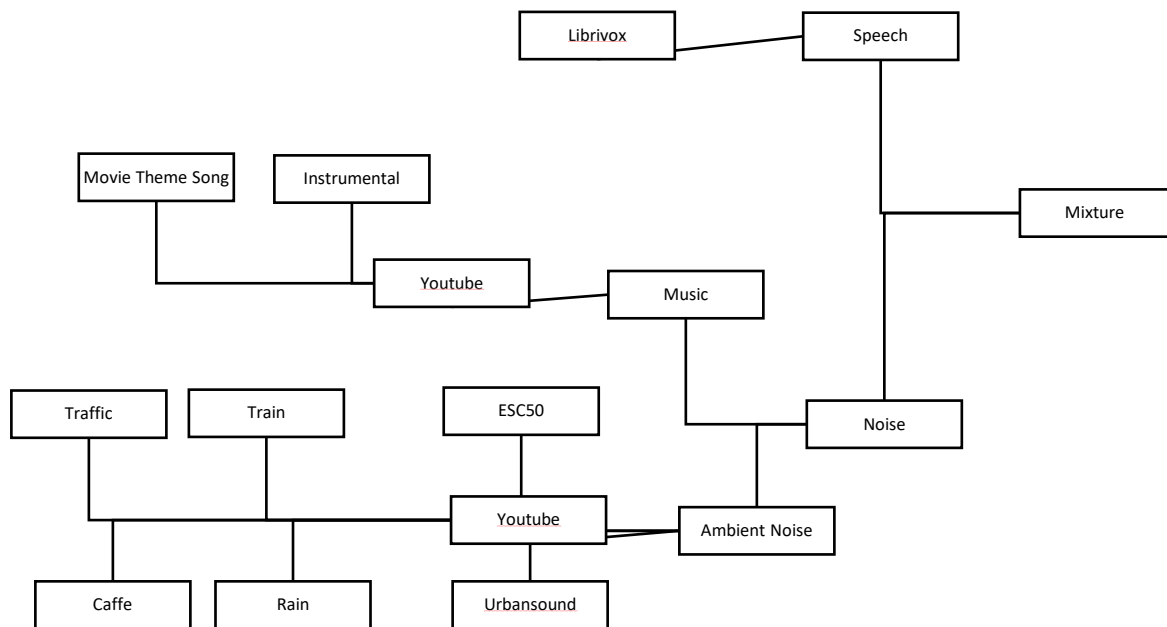 Librivox
Speech
Movie Theme Song
Instrumental
Mixture
Youtube
Music
Traffic
Train
ESC50
Noise
Youtube
Ambient Noise
Caffe
Rain
Urbansound